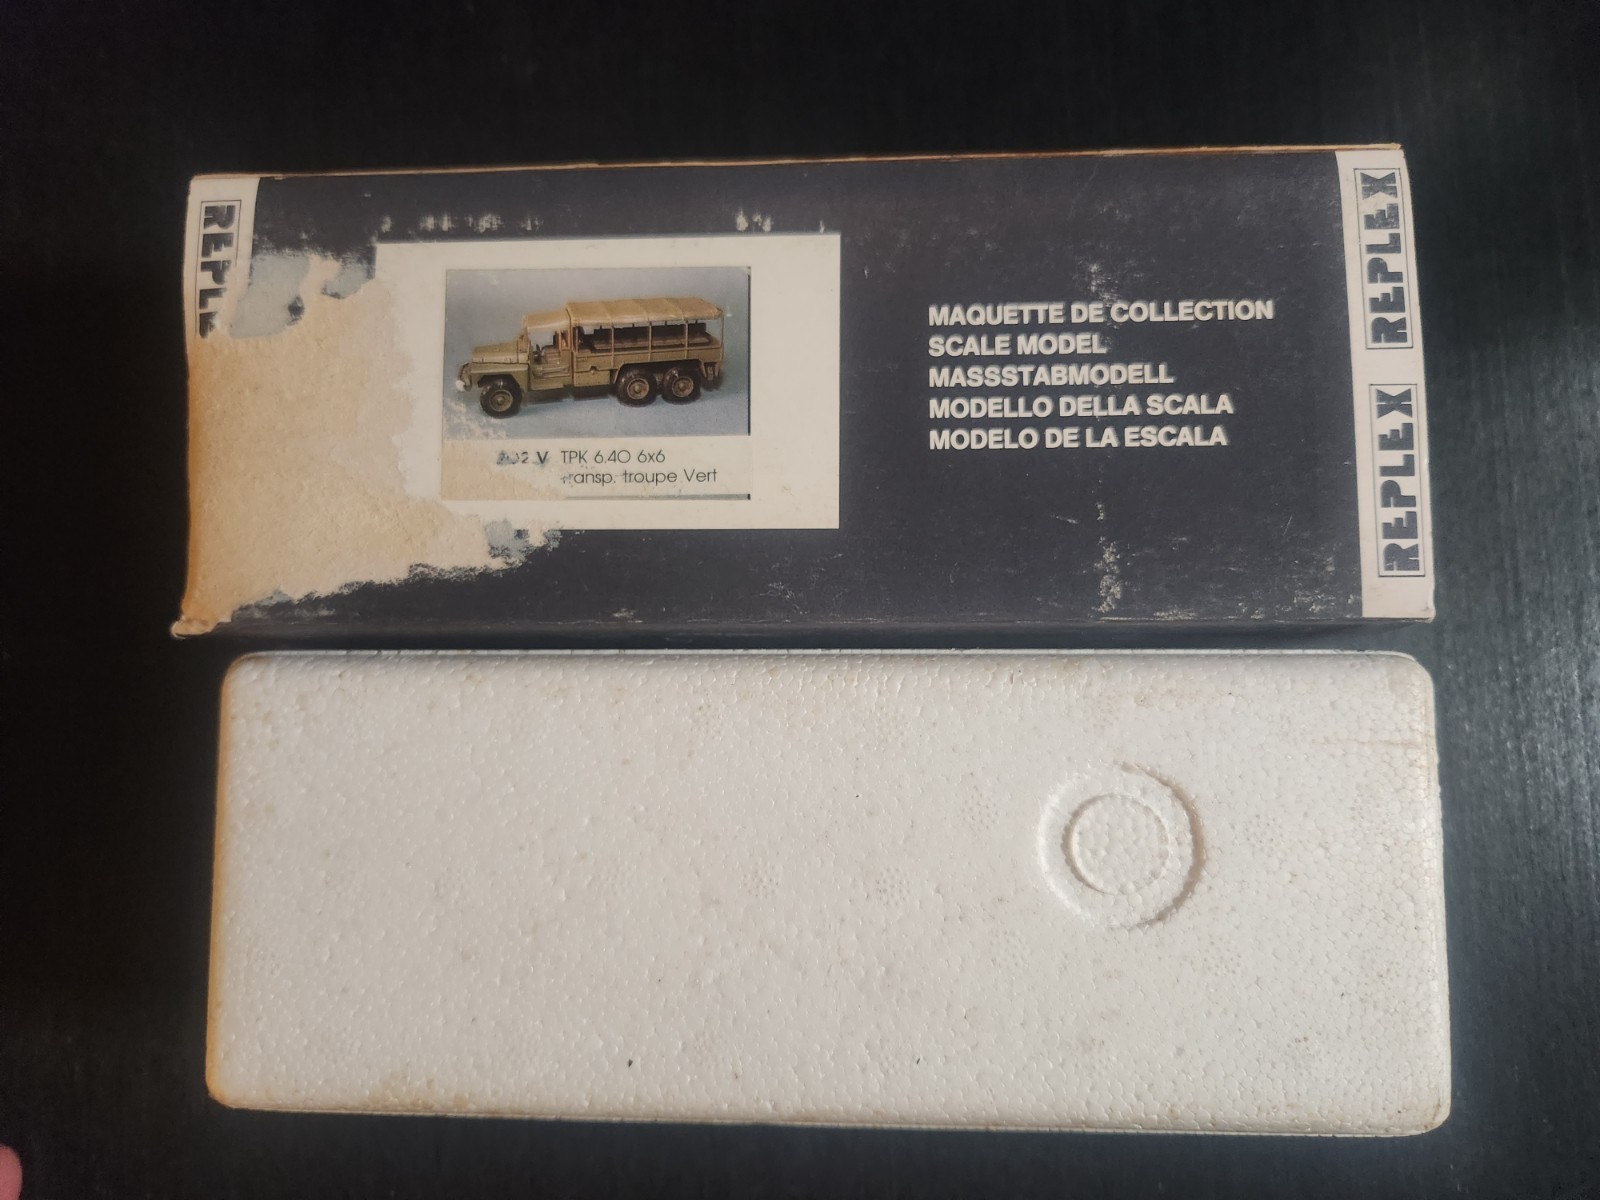 REPLEX
TPK 6.40 6x6
transp. troupe Vert
MAQUETTE DE COLLECTION
SCALE MODEL
MASSSTABMODELL
MODELLO DELLA SCALA
MODELO DE LA ESCALA
REPLEX
REPLEX